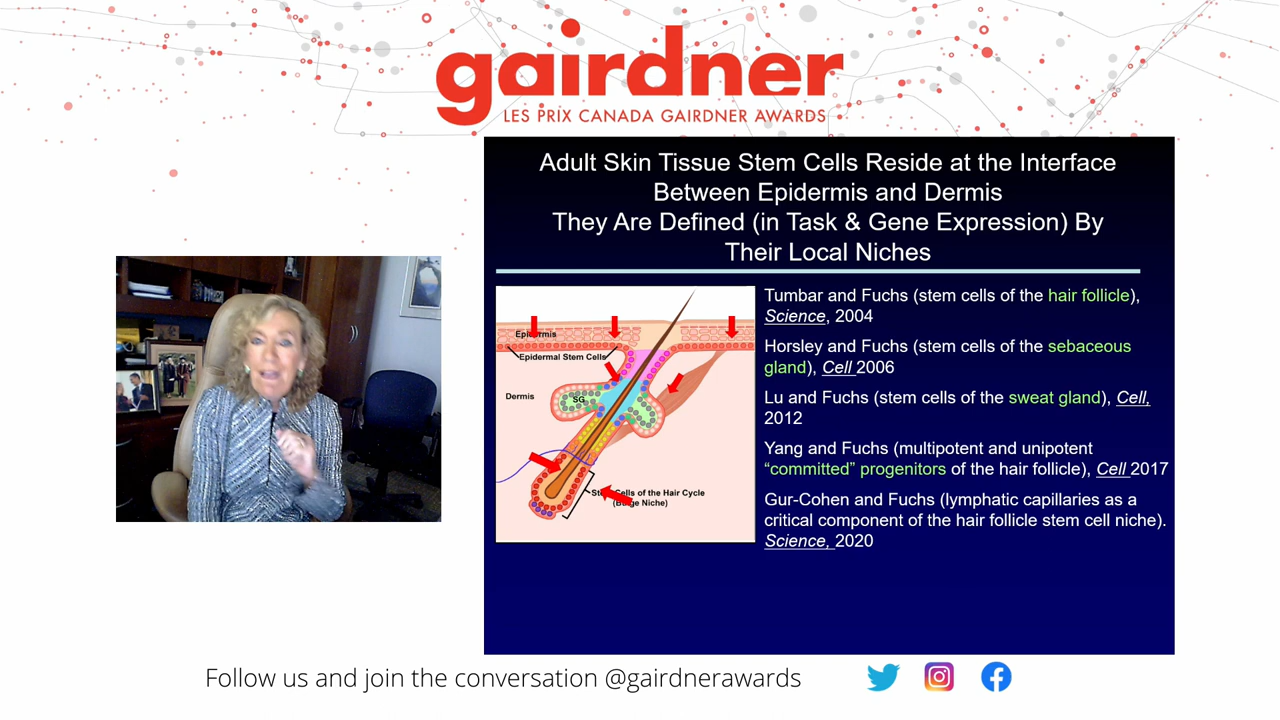 gairdner
LES PRIX CANADA GAIRDNER AWARDS
Adult Skin Tissue Stem Cells Reside at the Interface
Between Epidermis and Dermis
They Are Defined (in Task & Gene Expression) By
Their Local Niches
Epidermis
Epidermal Stem Cells
Dermis
SG
Stem Cells of the Hair Cycle
(Bulge Niche)
Tumbar and Fuchs (stem cells of the hair follicle),
Science, 2004
Horsley and Fuchs (stem cells of the sebaceous
gland), Cell 2006
Lu and Fuchs (stem cells of the sweat gland), Cell,
2012
Yang and Fuchs (multipotent and unipotent
“committed” progenitors of the hair follicle), Cell 2017
Gur-Cohen and Fuchs (lymphatic capillaries as a
critical component of the hair follicle stem cell niche).
Science, 2020
Follow us and join the conversation @gairdnerawards